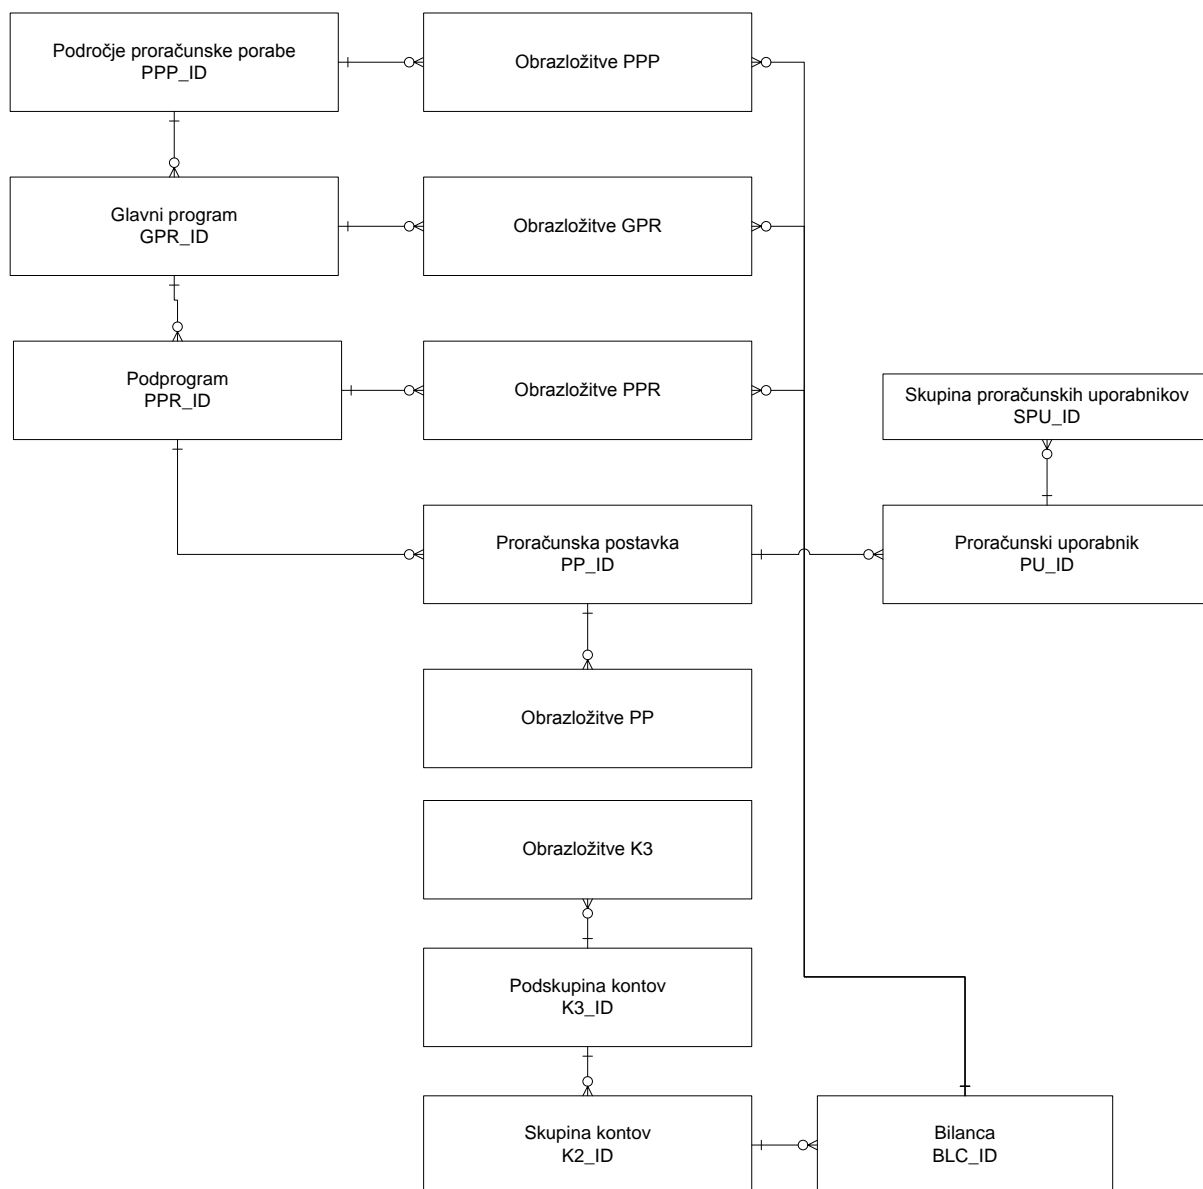 Področje proračunske porabe
PPP_ID
Obrazložitve PPP
Glavni program
GPR_ID
Obrazložitve GPR
Podprogram
PPR_ID
Obrazložitve PPR
Skupina proračunskih uporabnikov
SPU_ID
Proračunska postavka
PP_ID
Proračunski uporabnik
PU_ID
Obrazložitve PP
Obrazložitve K3
Podskupina kontov
K3_ID
Skupina kontov
K2_ID
Bilanca
BLC_ID